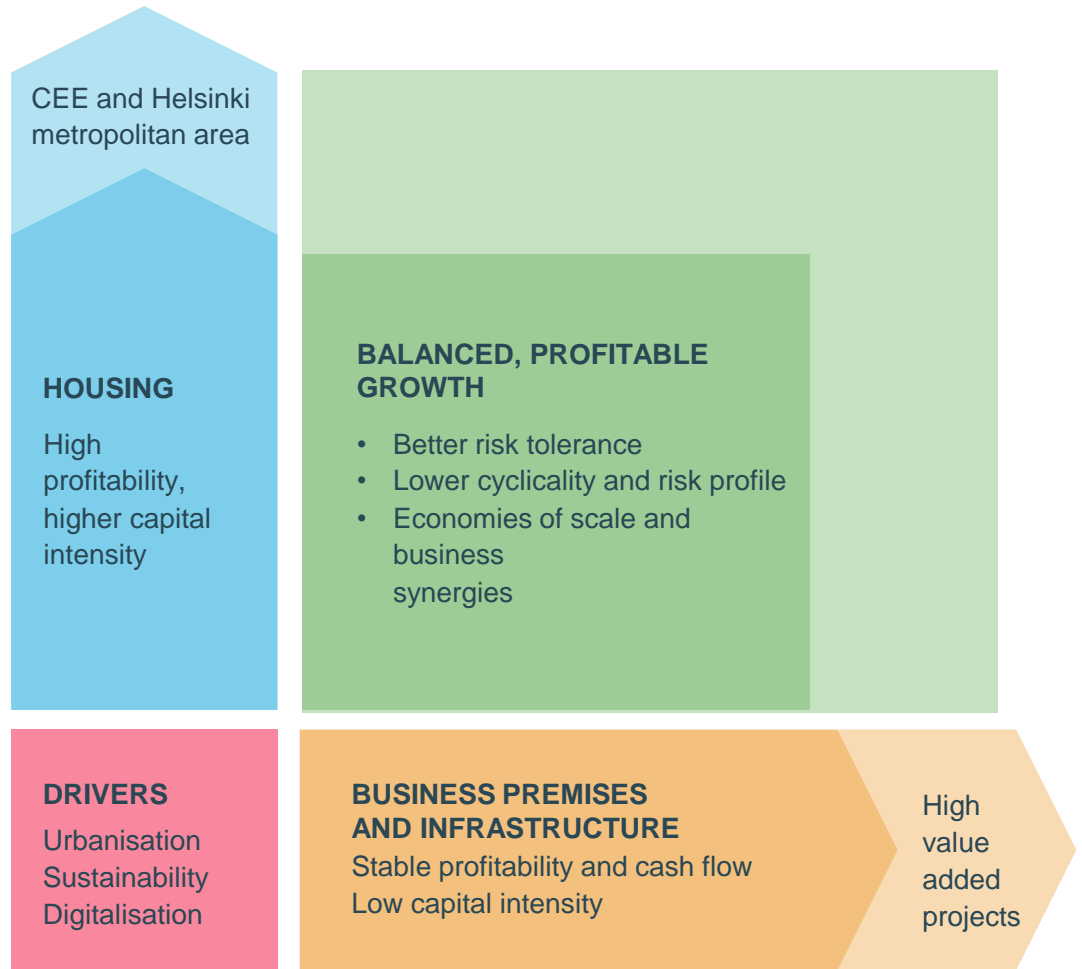 CEE and Helsinki
metropolitan area
HOUSING
High
profitability,
higher capital
intensity
BALANCED, PROFITABLE
GROWTH
• Better risk tolerance
• Lower cyclicality and risk profile
• Economies of scale and
business
synergies
DRIVERS
Urbanisation
Sustainability
Digitalisation
BUSINESS PREMISES
AND INFRASTRUCTURE
Stable profitability and cash flow
Low capital intensity
High
value
added
projects